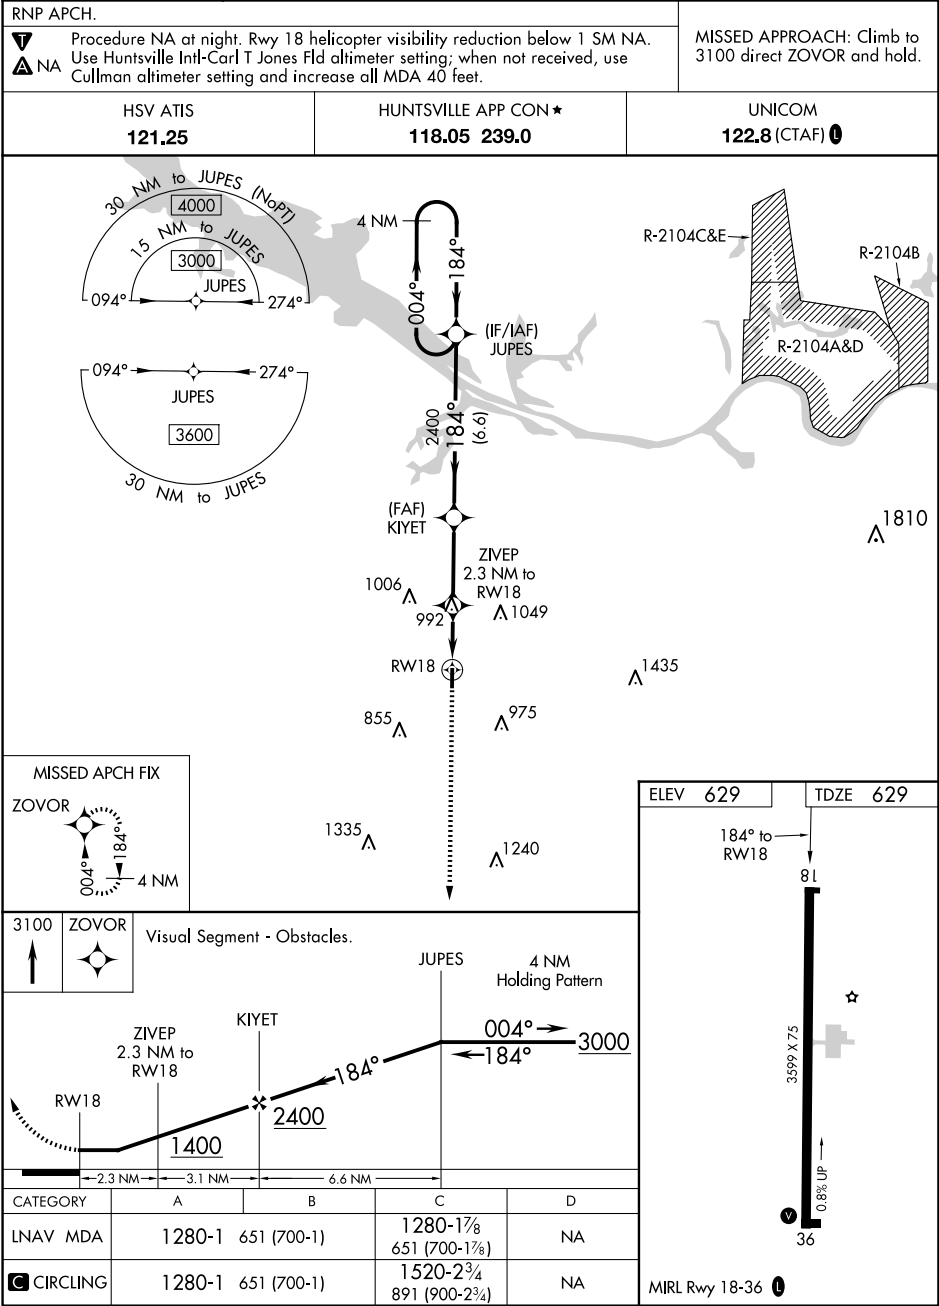 RNP APCH.
T
A NA
Procedure NA at night. Rwy 18 helicopter visibility reduction below 1 SM NA.
Use Huntsville Intl-Carl T Jones Fld altimeter setting; when not received, use
Cullman altimeter setting and increase all MDA 40 feet.
MISSED APPROACH: Climb to
3100 direct ZOVOR and hold.
HSV ATIS
121.25
HUNTSVILLE APP CON ★
118.05 239.0
UNICOM
122.8 (CTAF) L
30 NM to JUPES (NoPT)
4000
15 NM to JUPES
3000
JUPES
094°
274°
094°
274°
JUPES
3600
30 NM to JUPES
4 NM
184°
004°
(IF/IAF)
JUPES
2400
184°
(6.6)
(FAF)
KIYET
ZIVEP
2.3 NM to
RW18
1006
992
1049
RW18
1435
855
975
1335
1240
1810
R-2104C&E
R-2104B
R-2104A&D
MISSED APCH FIX
ZOVOR
004°
184°
4 NM
ELEV 629
TDZE 629
184° to
RW18
18
3599 X 75
0.8% UP
V
36
MIRL Rwy 18-36 L
3100
ZOVOR
Visual Segment - Obstacles.
JUPES
4 NM
Holding Pattern
004°
184°
3000
KIYET
184°
2400
ZIVEP
2.3 NM to
RW18
1400
RW18
2.3 NM
3.1 NM
6.6 NM
CATEGORY A B C D
LNAV MDA 1280-1 651 (700-1) 1280-1⅞ 651 (700-1⅞) NA
C CIRCLING 1280-1 651 (700-1) 1520-2¾ 891 (900-2¾) NA